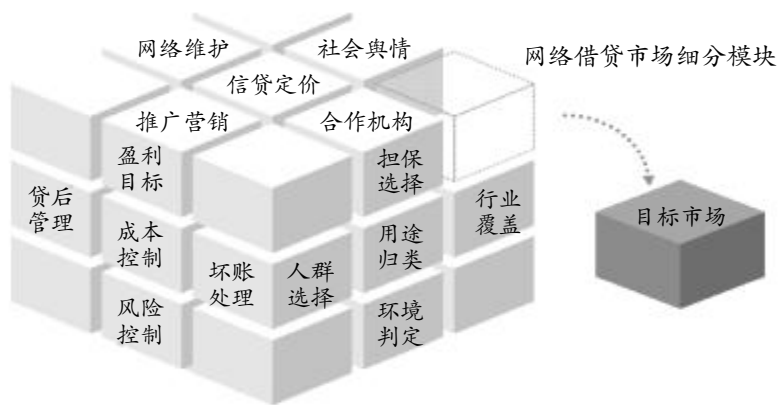 网络维护
社会舆情
网络借贷市场细分模块
信贷定价
推广营销
合作机构
盈利
目标
担保
选择
贷后
管理
行业
覆盖
目标市场
成本
控制
用途
归类
坏账
处理
人群
选择
风险
控制
环境
判定